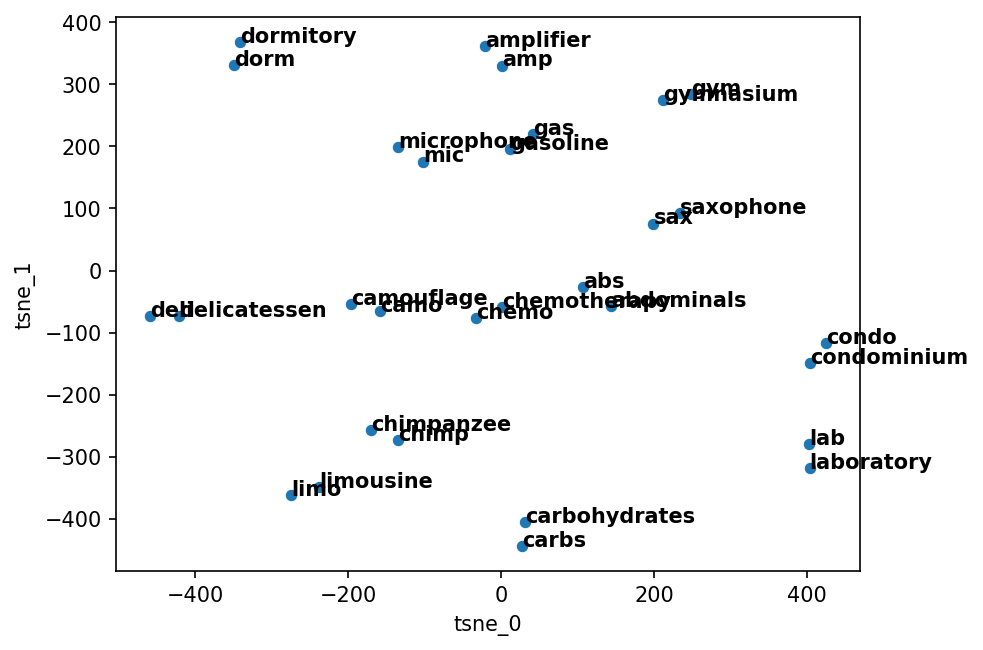 400
300
200
100
0
−100
−200
−300
−400
tsne_1
dormitory
dorm
amplifier
amp
gym
gymnasium
gas
gasoline
microphone
mic
saxophone
sax
abs
abdominals
camouflage
camo
chemotherapy
chemo
deli
delicatessen
condo
condominium
chimpanzee
chimp
lab
laboratory
limousine
limo
carbohydrates
carbs
−400
−200
0
200
400
tsne_0